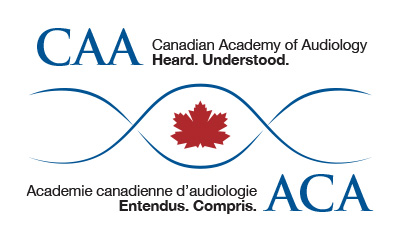 CAA Canadian Academy of Audiology
Heard. Understood.
Academie canadienne d'audiologie
Entendus. Compris. ACA